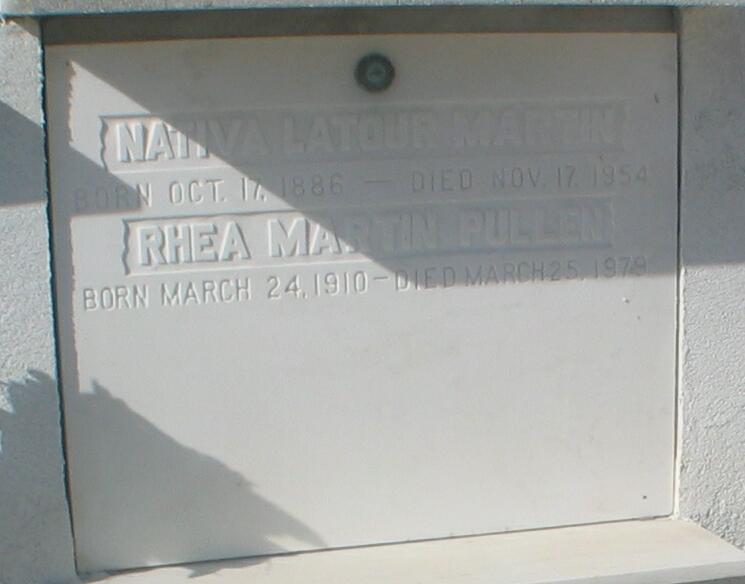 NATIVA LATOUR MARTIN
BORN OCT. 17, 1886 — DIED NOV. 17, 1954
RHEA MARTIN PULLEN
BORN MARCH 24, 1910 – DIED MARCH 25, 1979